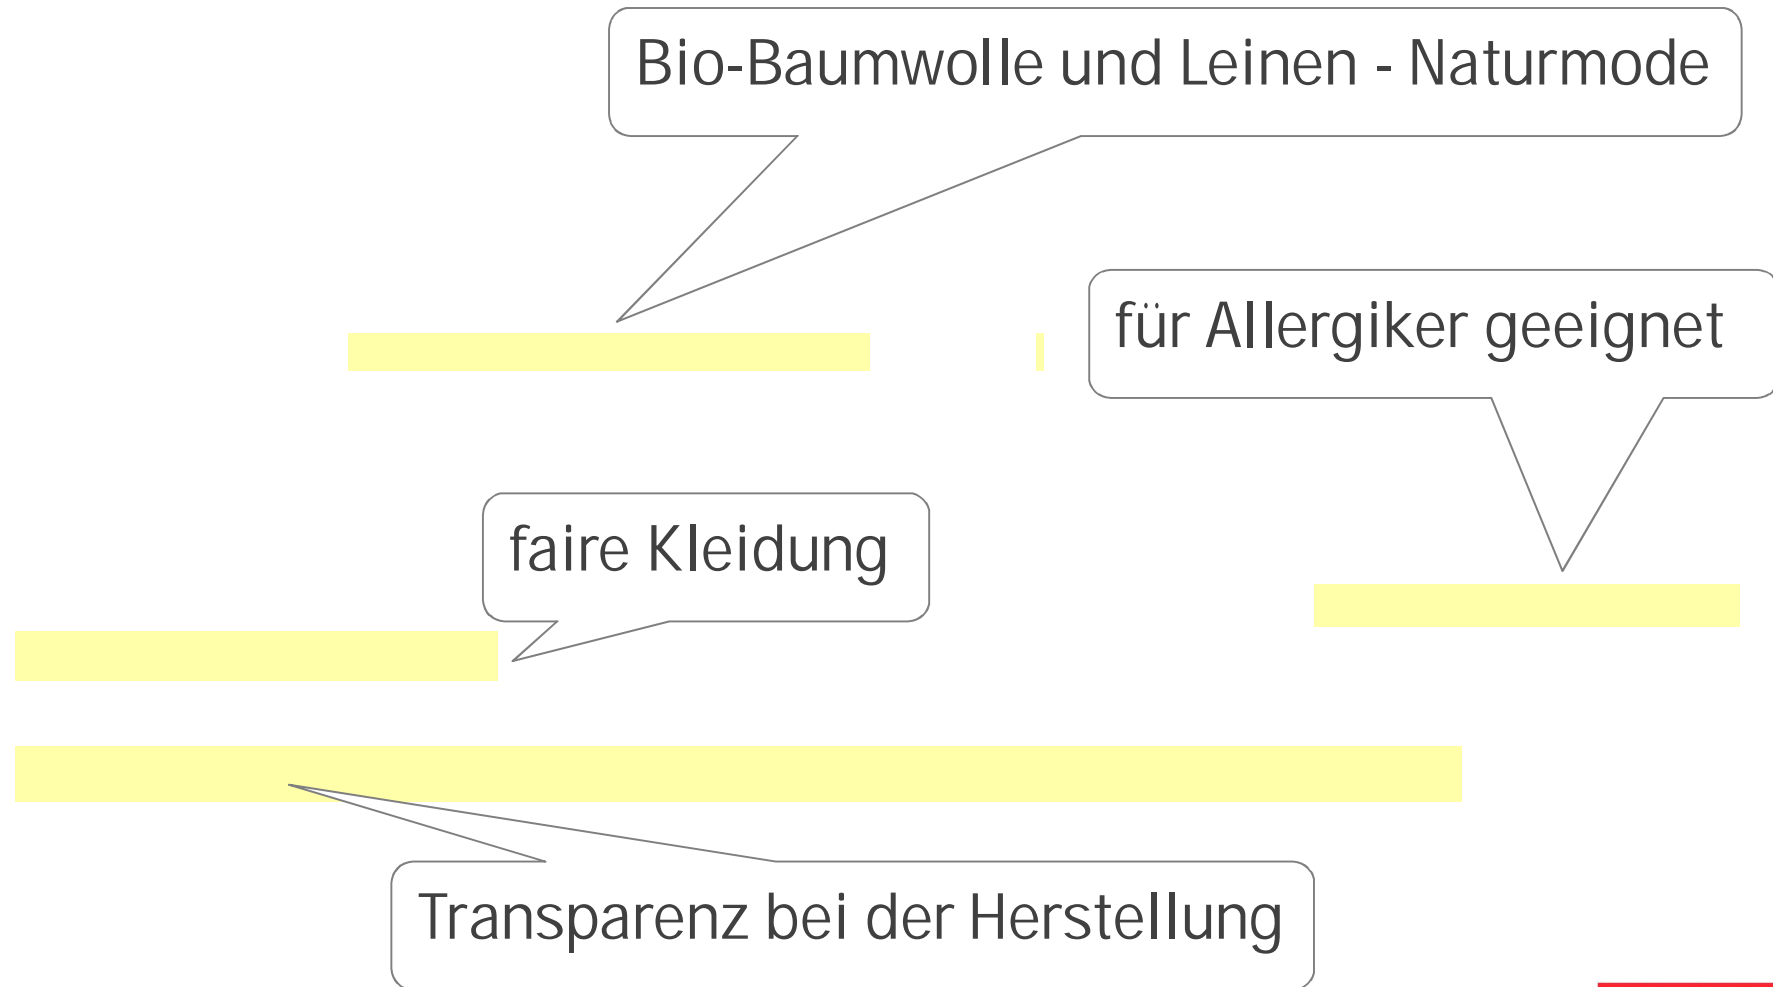 Bio-Baumwolle und Leinen - Naturmode
für Allergiker geeignet
faire Kleidung
Transparenz bei der Herstellung